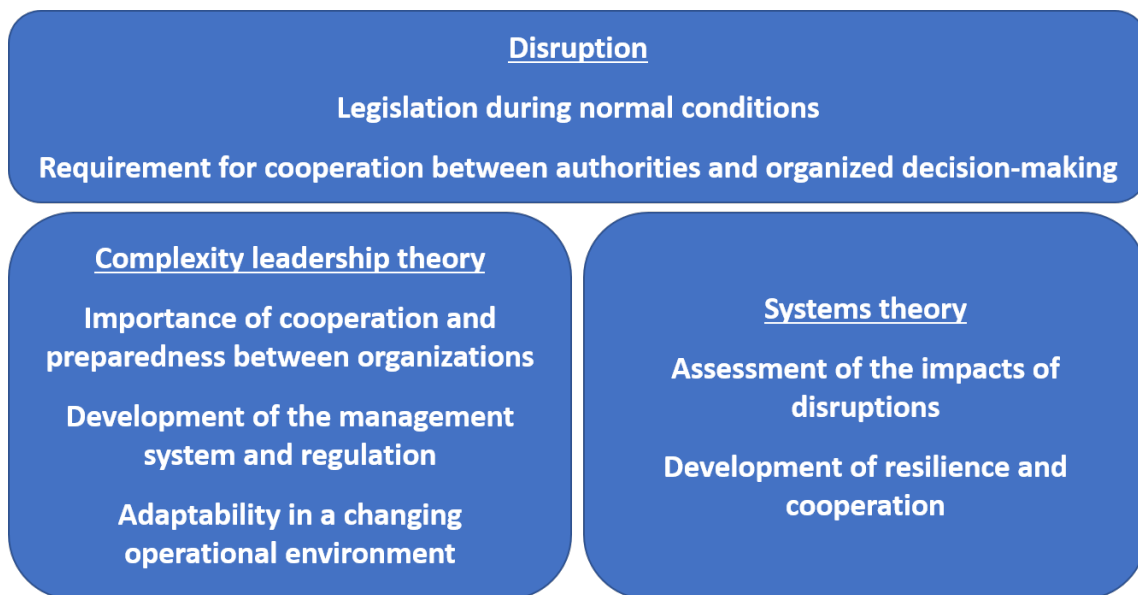 Disruption
Legislation during normal conditions
Requirement for cooperation between authorities and organized decision-making
Complexity leadership theory
Importance of cooperation and
preparedness between organizations
Development of the management
system and regulation
Adaptability in a changing
operational environment
Systems theory
Assessment of the impacts of
disruptions
Development of resilience and
cooperation